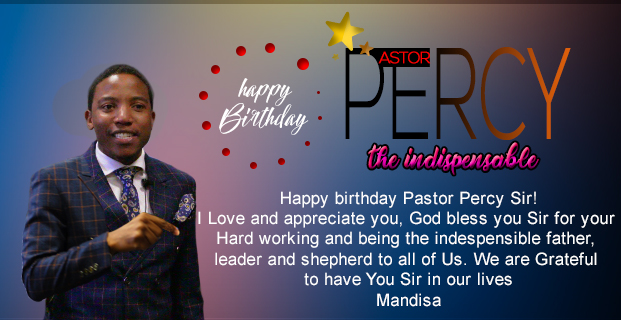 happy
Birthday
PASTOR
PERCY
the indispensable
Happy birthday Pastor Percy Sir!
I Love and appreciate you, God bless you Sir for your
Hard working and being the indespensible father,
leader and shepherd to all of Us. We are Grateful
to have You Sir in our lives
Mandisa